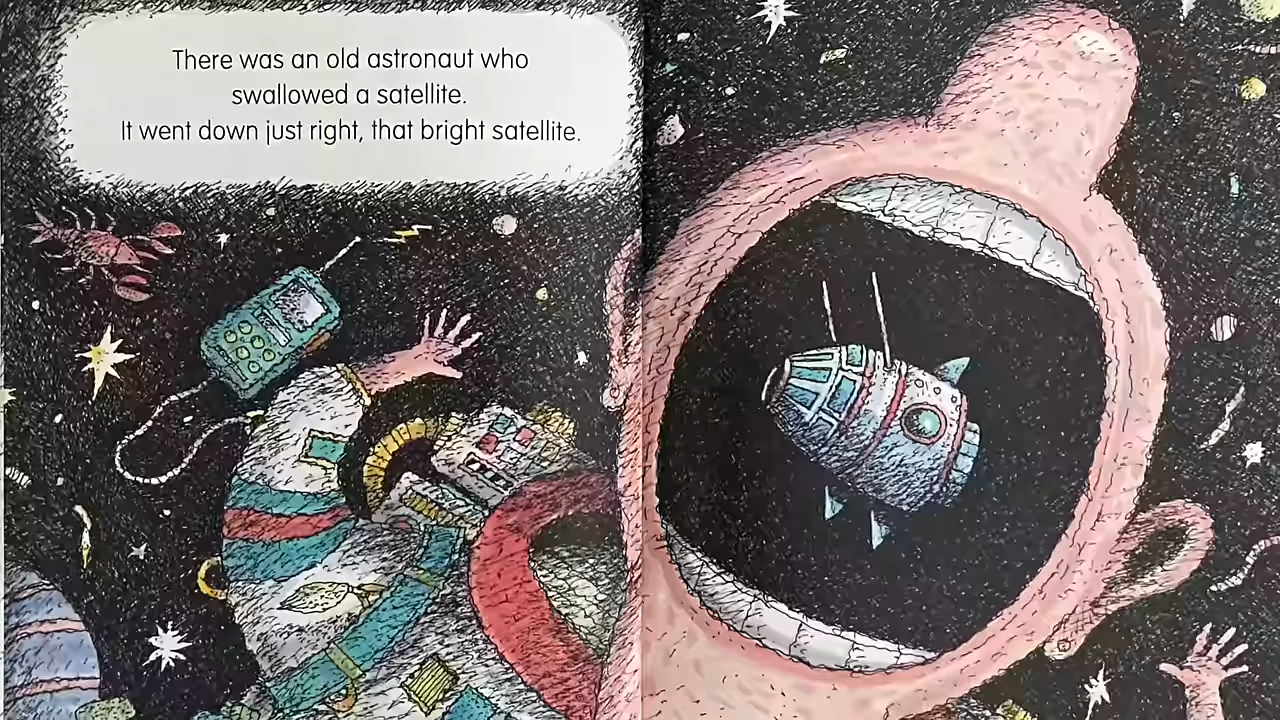 There was an old astronaut who
swallowed a satellite.
It went down just right, that bright satellite.